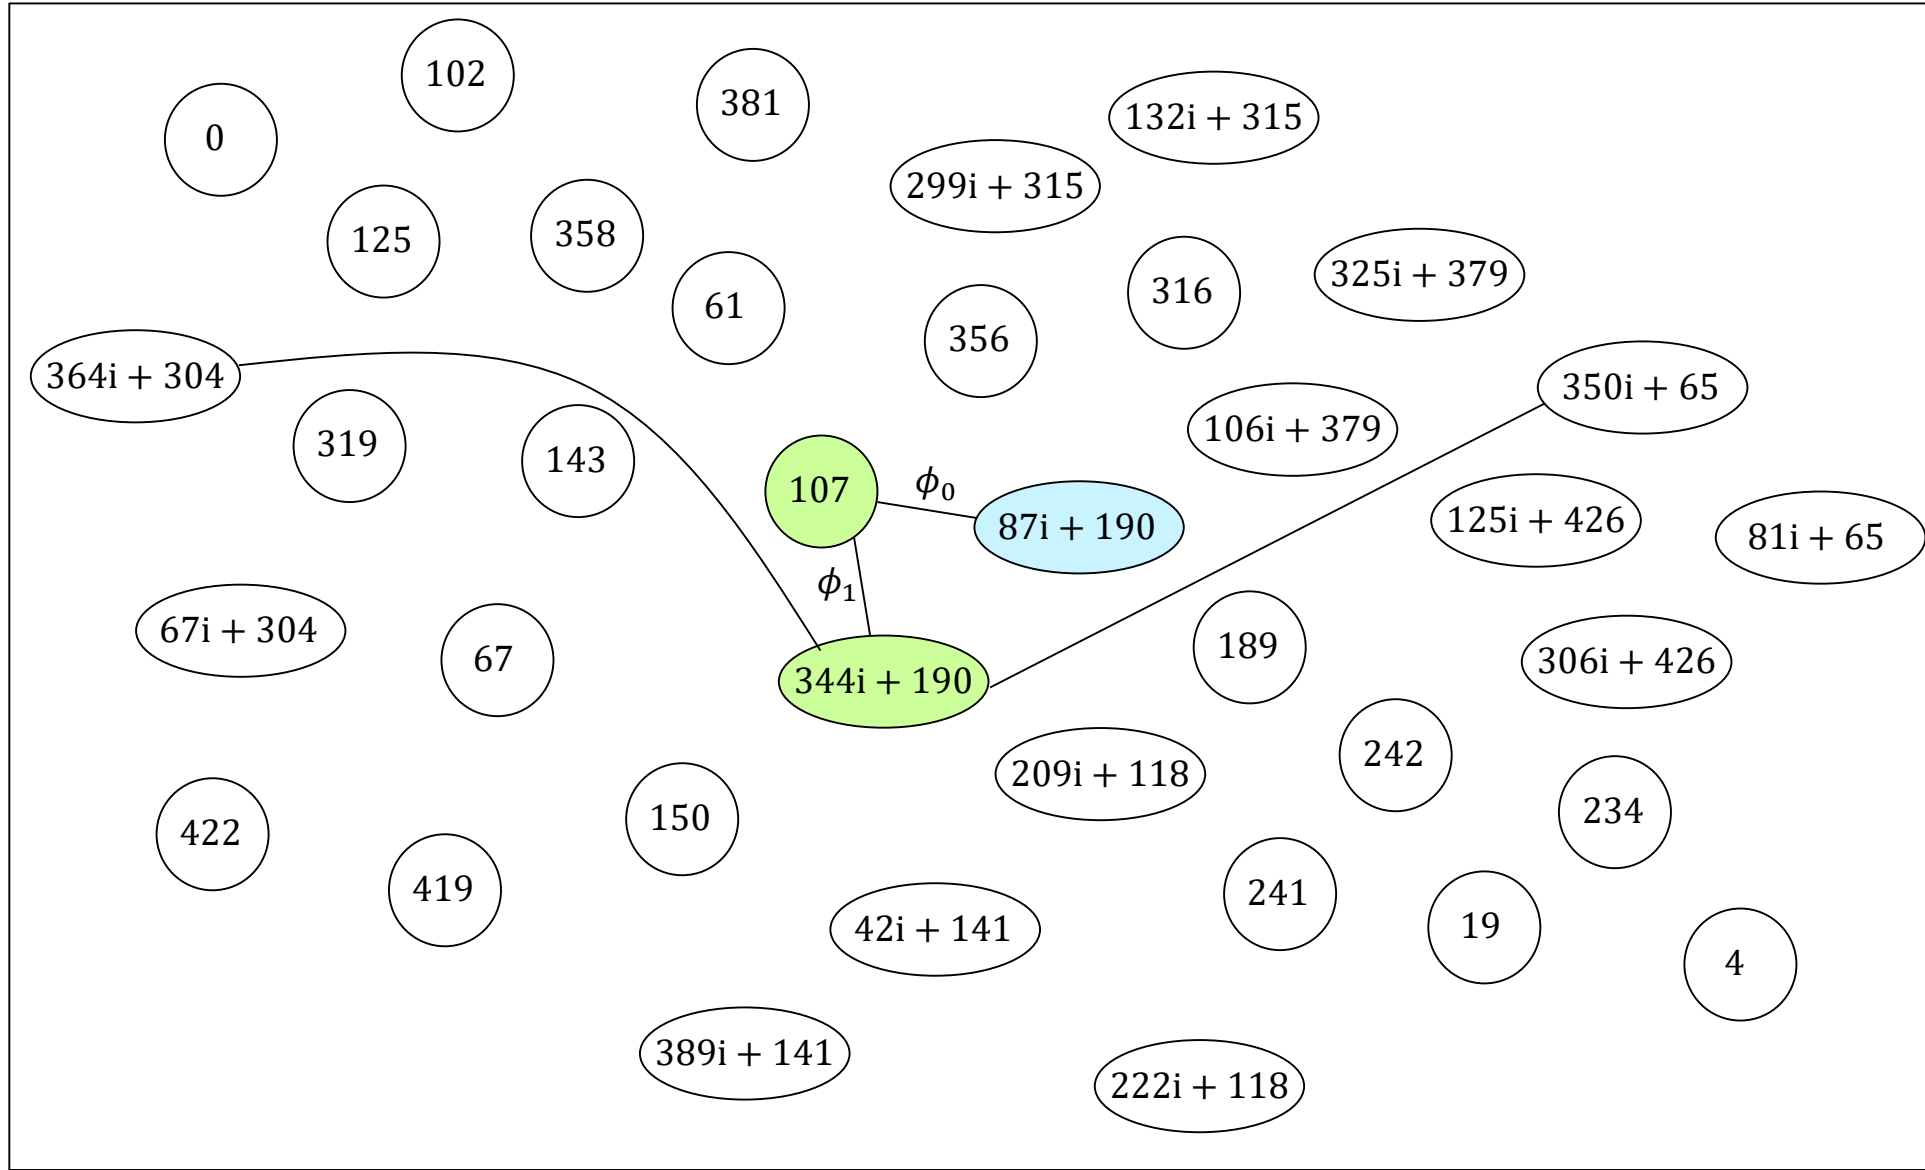 102
381
132i + 315
0
299i + 315
125
358
325i + 379
316
61
356
364i + 304
350i + 65
106i + 379
319
143
107
ϕ₀
87i + 190
125i + 426
81i + 65
ϕ₁
67i + 304
67
189
306i + 426
344i + 190
209i + 118
242
234
150
422
419
241
42i + 141
19
4
389i + 141
222i + 118